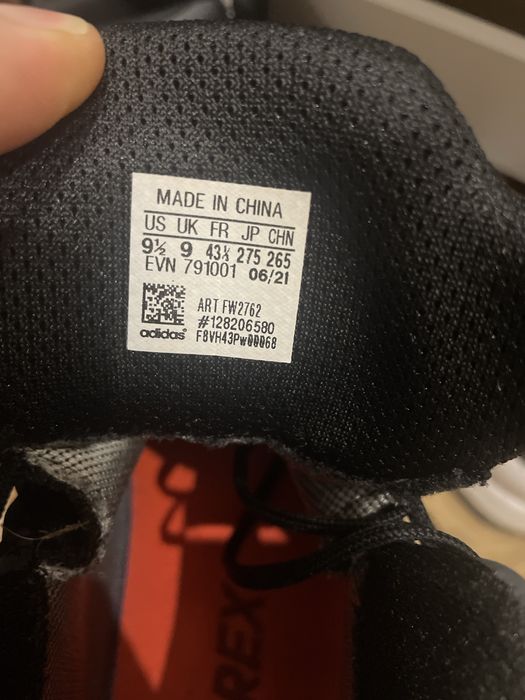 MADE IN CHINA
US UK FR JP CHN
9½ 9 43⅓ 275 265
EVN 791001 06/21
ART FW2762
#128206580
adidas® F8VH43Pw00068
REX